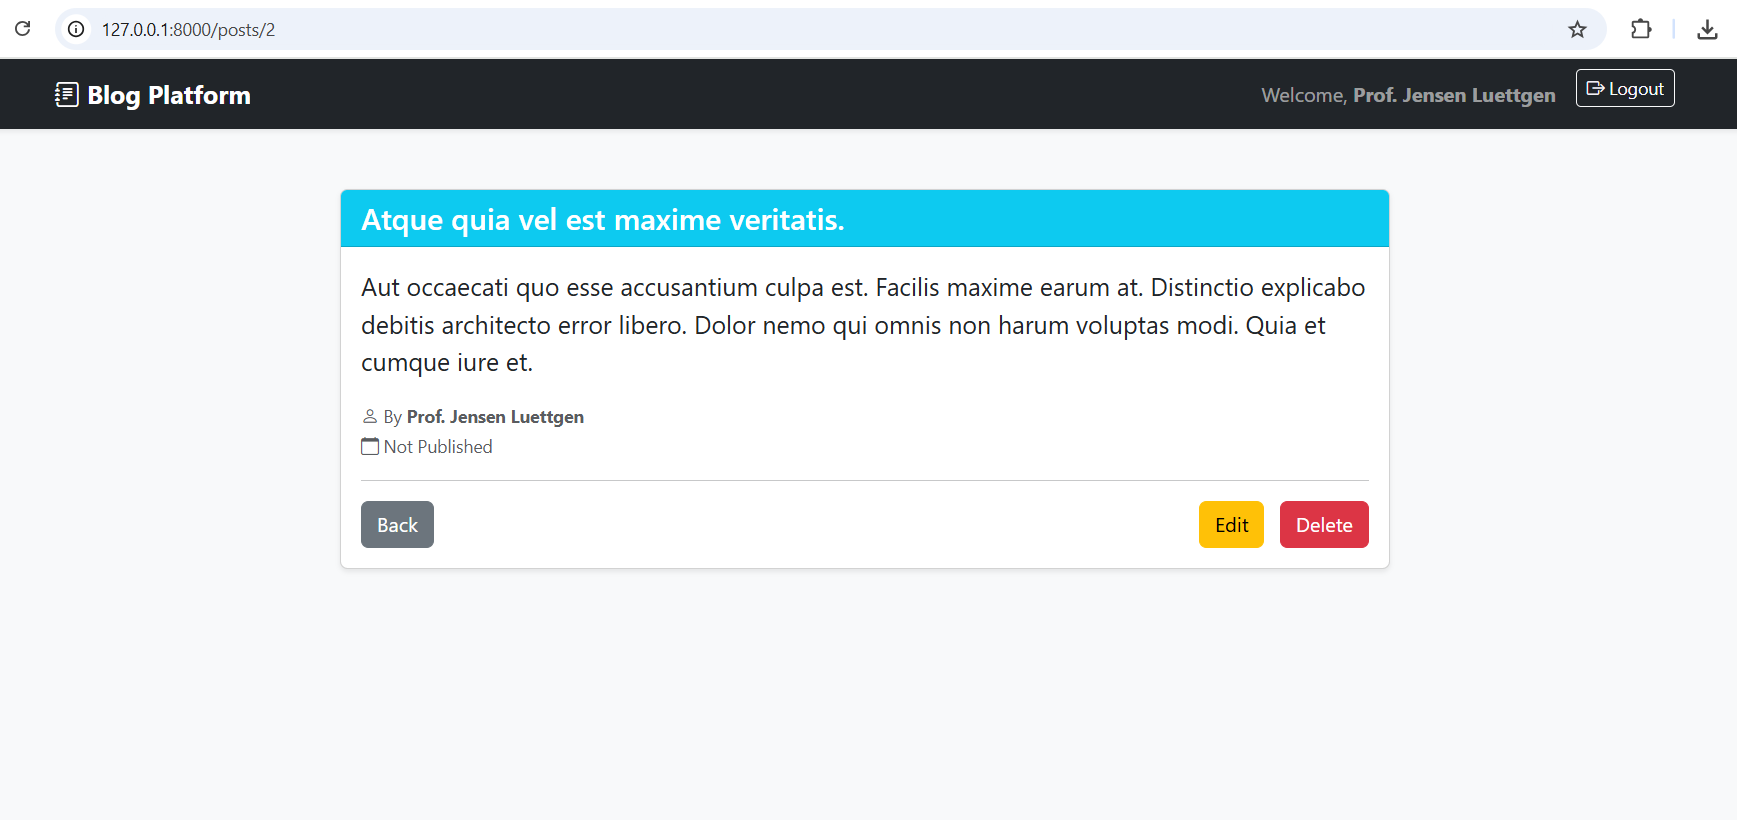 127.0.0.1:8000/posts/2
Blog Platform
Welcome, Prof. Jensen Luettgen
Logout
Atque quia vel est maxime veritatis.
Aut occaecati quo esse accusantium culpa est. Facilis maxime earum at. Distinctio explicabo
debitis architecto error libero. Dolor nemo qui omnis non harum voluptas modi. Quia et
cumque iure et.
By Prof. Jensen Luettgen
Not Published
Back
Edit
Delete